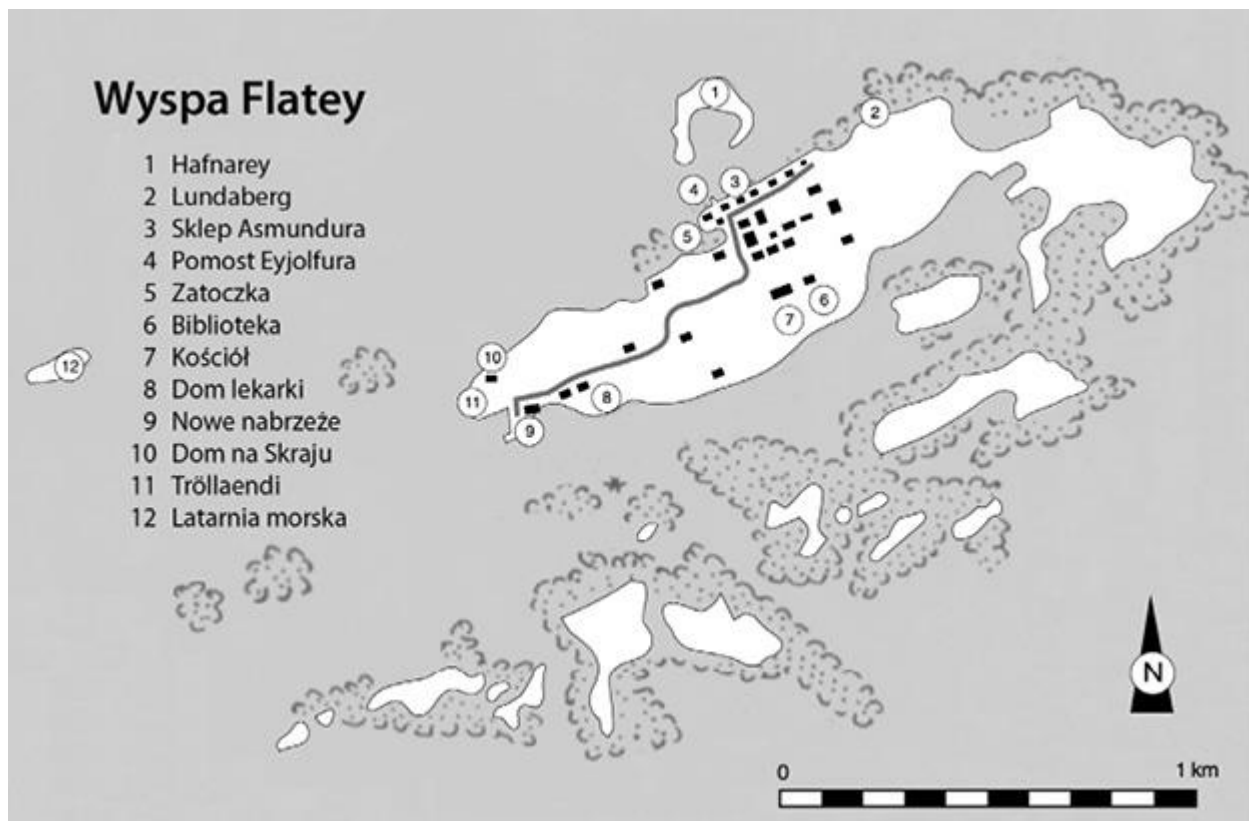 Wyspa Flatey
1 Hafnarey
2 Lundaberg
3 Sklep Asmundura
4 Pomost Eyjolfura
5 Zatoczka
6 Biblioteka
7 Kościół
8 Dom lekarki
9 Nowe nabrzeże
10 Dom na Skraju
11 Tröllaendi
12 Latarnia morska
1
2
3
4
5
6
7
12
10
11
8
9
N
0 1 km